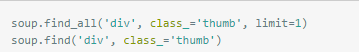 soup.find_all('div', class_='thumb', limit=1)
soup.find('div', class_='thumb')